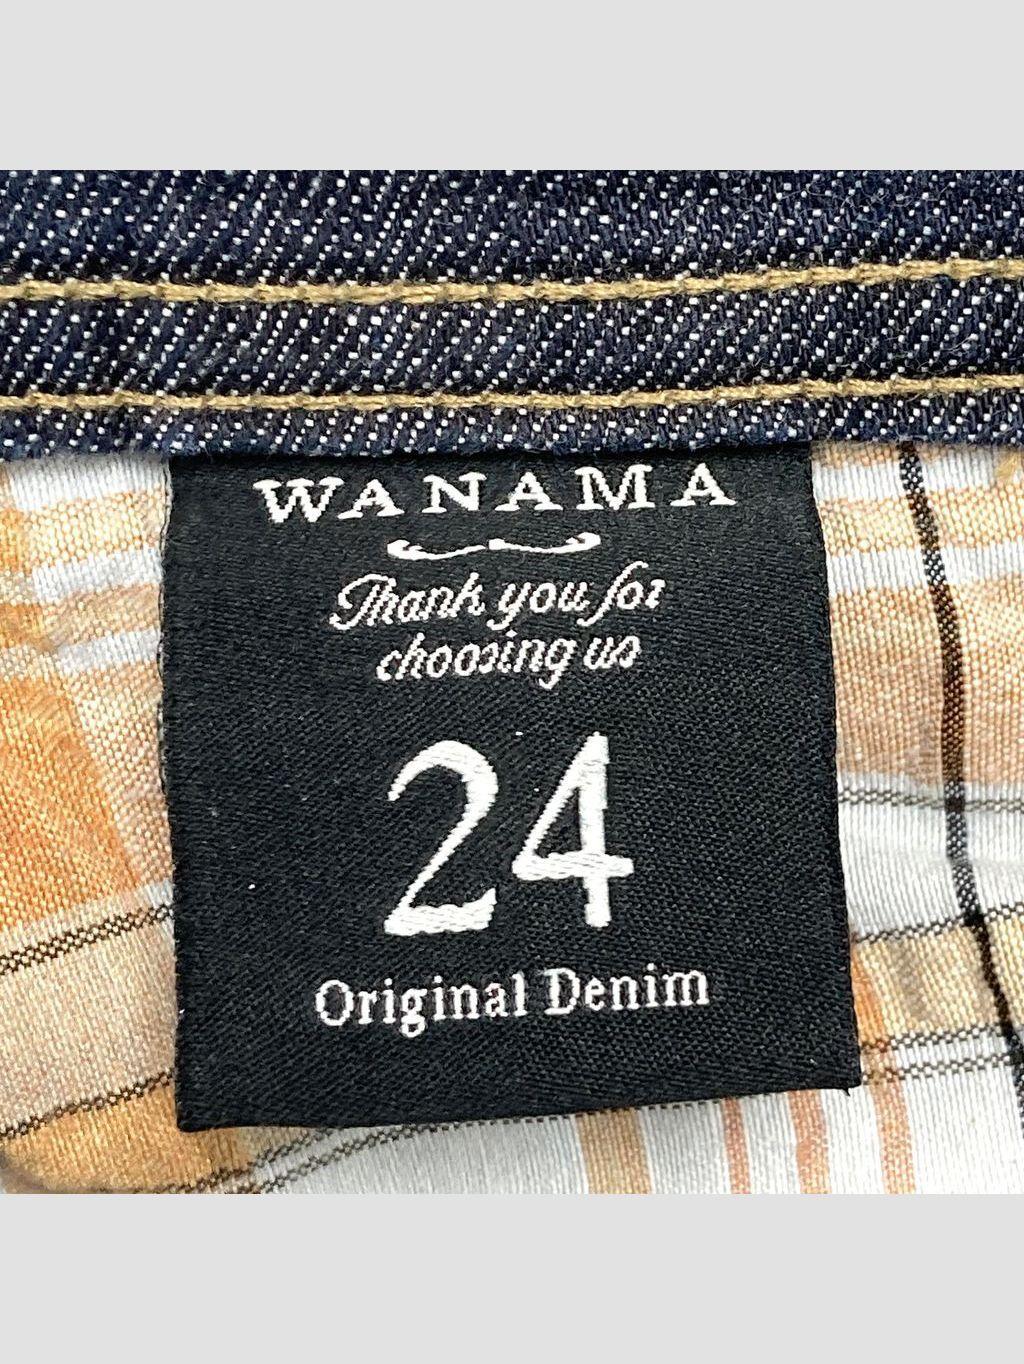 WANAMA
Thank you for
choosing us
24
Original Denim